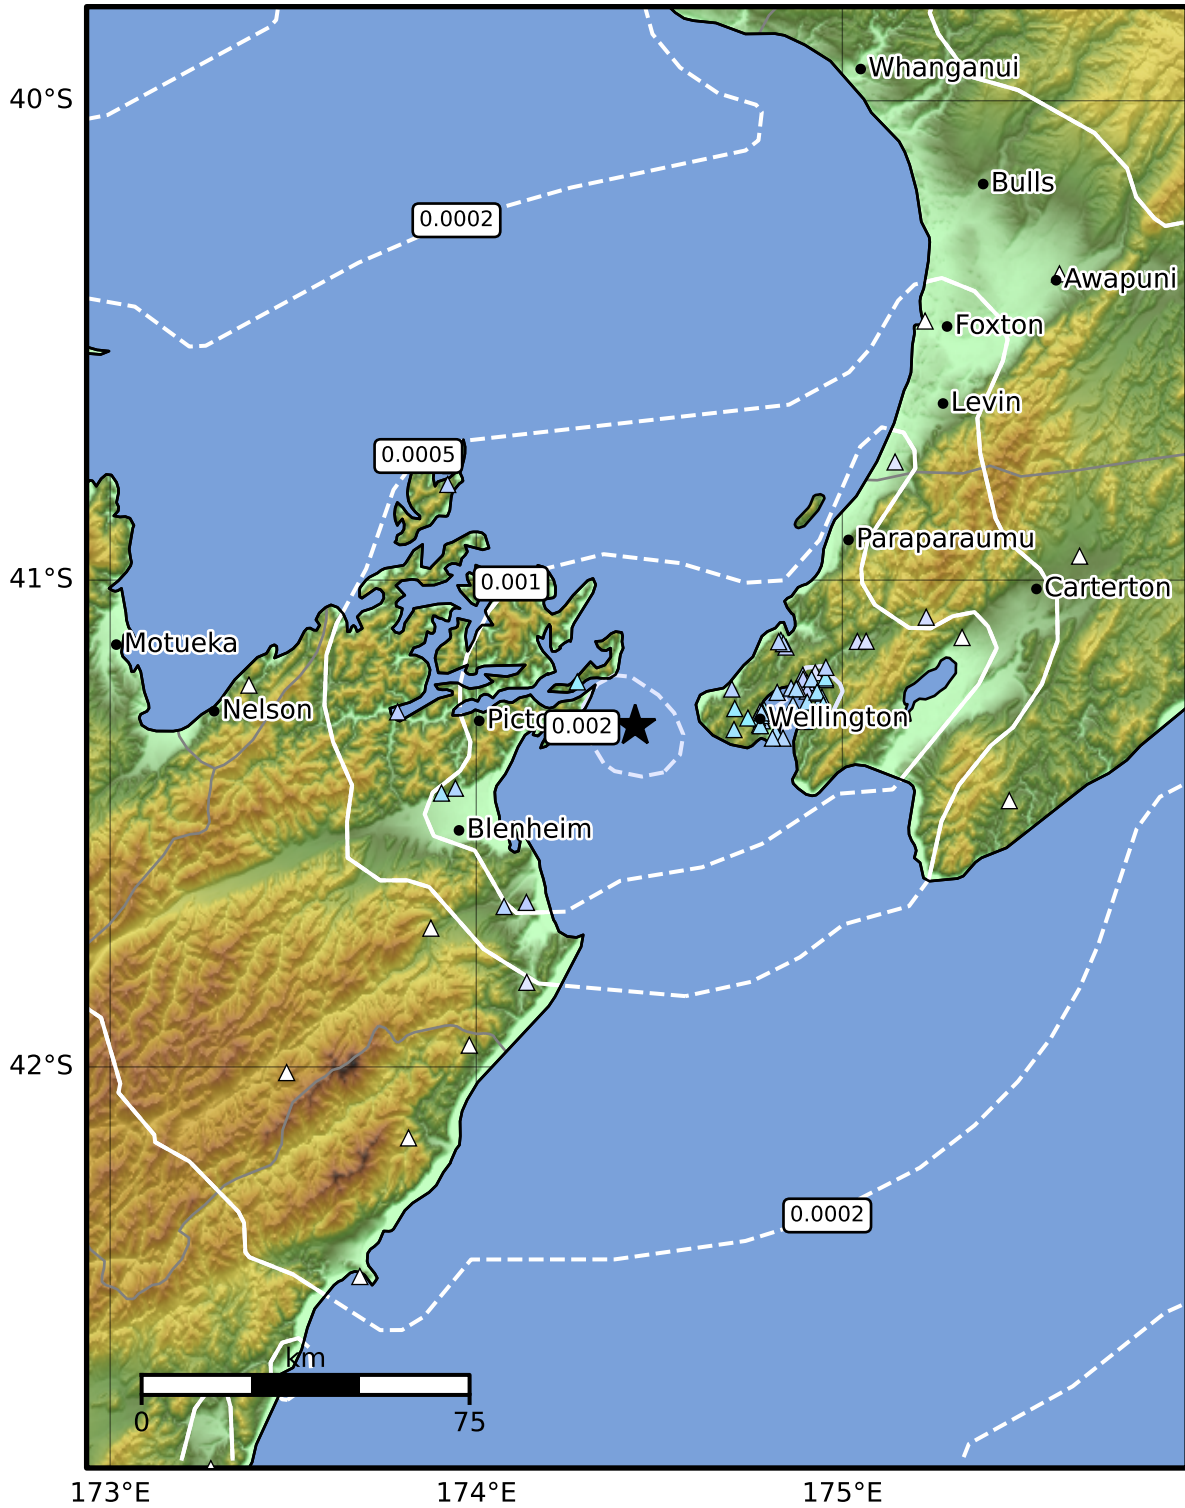 Whanganui
40°S
Bulls
0.0002
Awapuni
Foxton
Levin
0.0005
Paraparaumu
41°S
0.001
Carterton
Motueka
Nelson
Picto
0.002
Wellington
Blenheim
42°S
0.0002
km
0
75
173°E
174°E
175°E